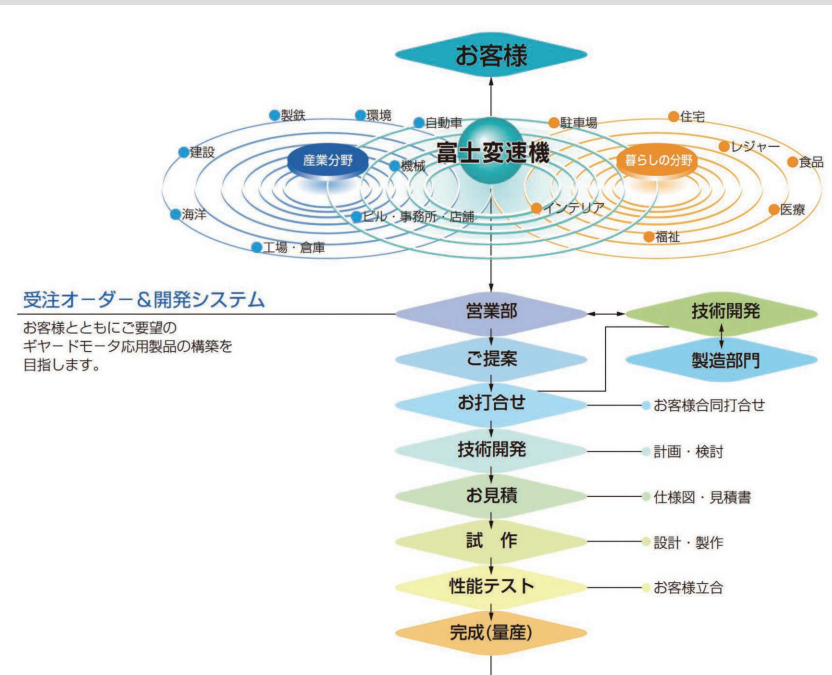 お客様
製鉄
環境
自動車
駐車場
住宅
建設
産業分野
機械
富士変速機
暮らしの分野
レジャー
食品
海洋
ビル・事務所・店舗
インテリア
医療
工場・倉庫
福祉
受注オーダー＆開発システム
お客様とともにご要望の
ギヤードモータ応用製品の構築を
目指します。
営業部
技術開発
ご提案
製造部門
お打合せ
お客様合同打合せ
技術開発
計画・検討
お見積
仕様図・見積書
試 作
設計・製作
性能テスト
お客様立合
完成(量産)